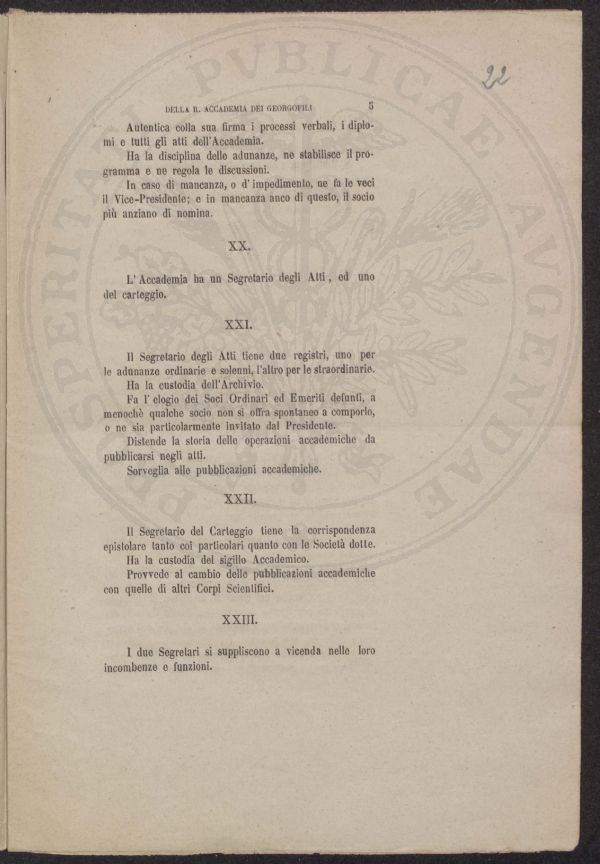 22
DELLA R. ACCADEMIA DEI GEORGOFILI 5
Autentica colla sua firma i processi verbali, i diplo-
mi e tutti gli atti dell'Accademia.
Ha la disciplina delle adunanze, ne stabilisce il pro-
gramma e ne regola le discussioni.
In caso di mancanza, o d' impedimento, ne fa le veci
il Vice-Presidente; e in mancanza anco di questo, il socio
più anziano di nomina.
XX.
L' Accademia ha un Segretario degli Atti, ed uno
del carteggio.
XXI.
Il Segretario degli Atti tiene due registri, uno per
le adunanze ordinarie e solenni, l'altro per le straordinarie.
Ha la custodia dell'Archivio.
Fa l' elogio dei Soci Ordinari ed Emeriti defunti, a
menochè qualche socio non si offra spontaneo a comporlo,
o ne sia particolarmente invitato dal Presidente.
Distende la storia delle operazioni accademiche da
pubblicarsi negli atti.
Sorveglia alle pubblicazioni accademiche.
XXII.
Il Segretario del Carteggio tiene la corrispondenza
epistolare tanto coi particolari quanto con le Società dotte.
Ha la custodia del sigillo Accademico.
Provvede al cambio delle pubblicazioni accademiche
con quelle di altri Corpi Scientifici.
XXIII.
I due Segretari si suppliscono a vicenda nelle loro
incombenze e funzioni.
PROSPERITATI PVBLICAE AVGENDAE